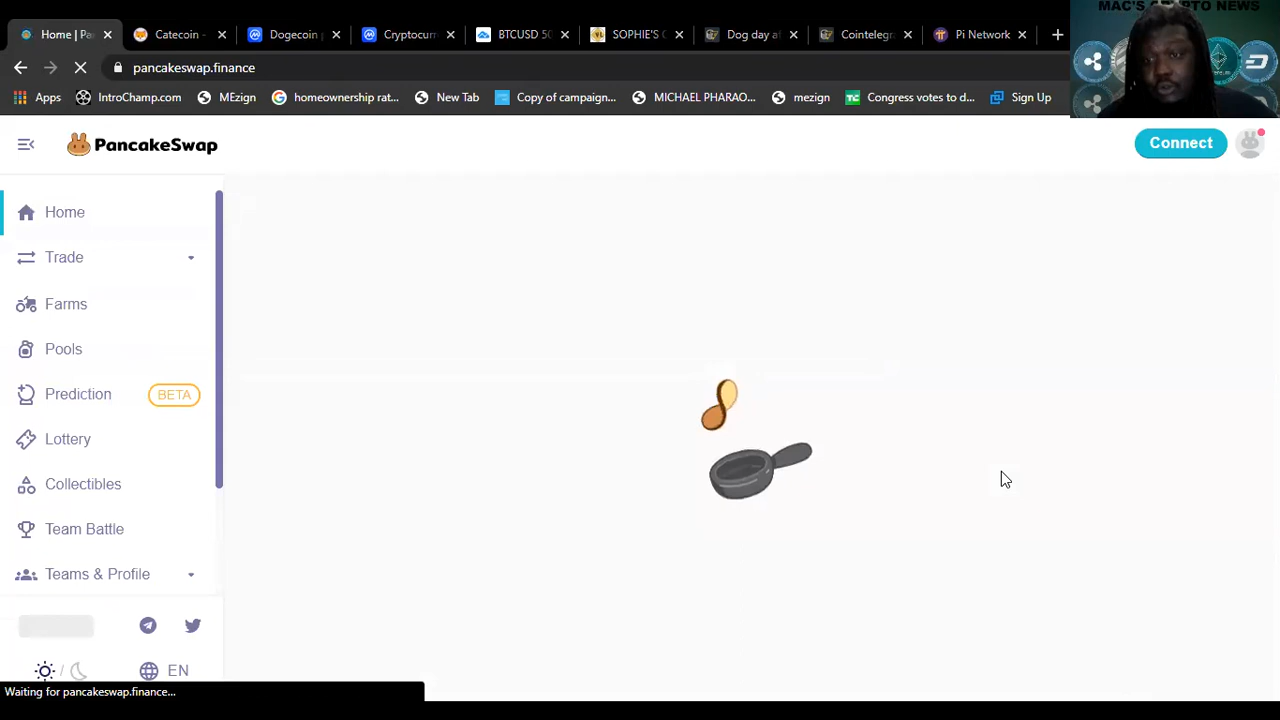 MAC'S CRYPTO NEWS
Home | Pa
Catecoin -
Dogecoin p
Cryptocurr
BTCUSD 50
SOPHIE'S C
Dog day af
Cointelegra
Pi Network
pancakeswap.finance
Apps
IntroChamp.com
MEzign
homeownership rat...
New Tab
Copy of campaign...
MICHAEL PHARAO...
mezign
TC
Congress votes to d...
Sign Up
PancakeSwap
Connect
Home
Trade
Farms
Pools
Prediction
BETA
Lottery
Collectibles
Team Battle
Teams & Profile
/
EN
Waiting for pancakeswap.finance...